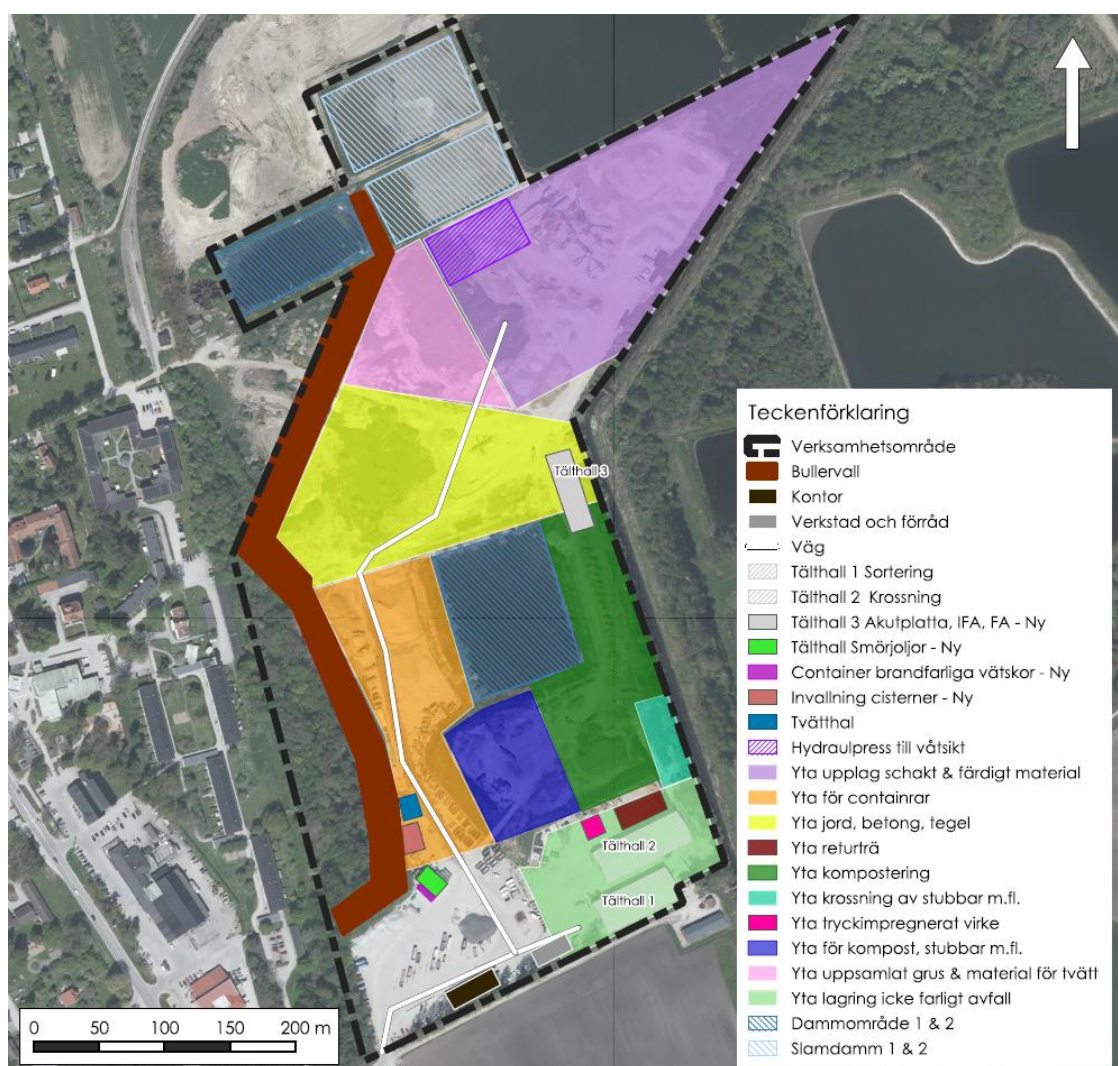 Tälthall 3
Tälthall 2
Tälthall 1
0 50 100 150 200 m
Teckenförklaring
Verksamhetsområde
Bullervall
Kontor
Verkstad och förråd
Väg
Tälthall 1 Sortering
Tälthall 2 Krossning
Tälthall 3 Akutplatta, IFA, FA - Ny
Tälthall Smörjoljor - Ny
Container brandfarliga vätskor - Ny
Invallning cisterner - Ny
Tvätthal
Hydraulpress till våtsikt
Yta upplag schakt & färdigt material
Yta för containrar
Yta jord, betong, tegel
Yta returträ
Yta kompostering
Yta krossning av stubbar m.fl.
Yta tryckimpregnerat virke
Yta för kompost, stubbar m.fl.
Yta uppsamlat grus & material för tvätt
Yta lagring icke farligt avfall
Dammområde 1 & 2
Slamdamm 1 & 2